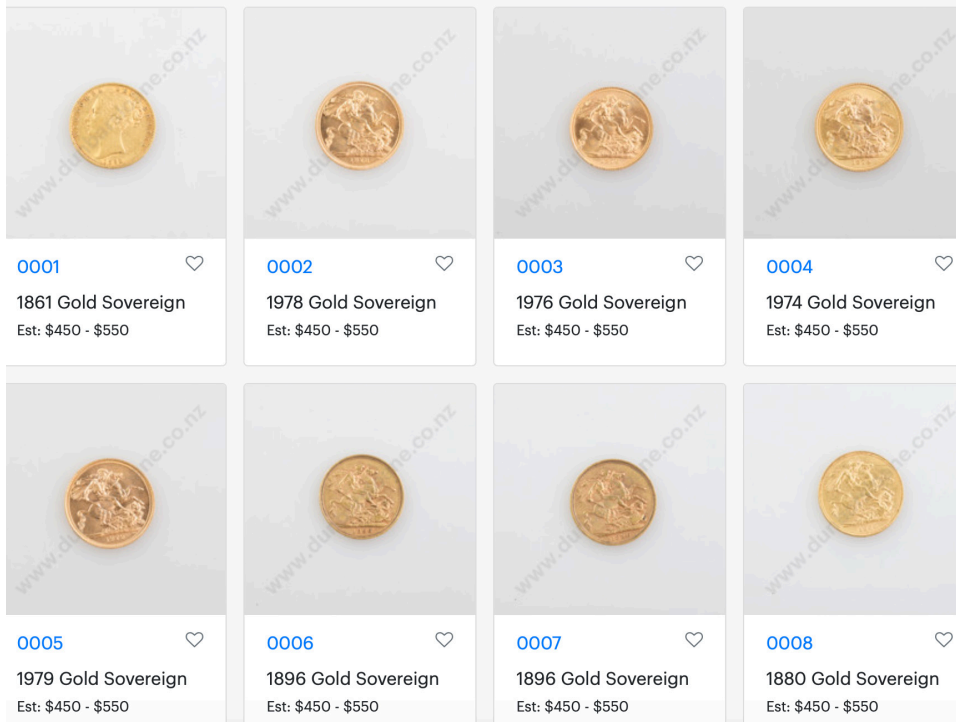 0001
1861 Gold Sovereign
Est: $450 - $550
0002
1978 Gold Sovereign
Est: $450 - $550
0003
1976 Gold Sovereign
Est: $450 - $550
0004
1974 Gold Sovereign
Est: $450 - $550
0005
1979 Gold Sovereign
Est: $450 - $550
0006
1896 Gold Sovereign
Est: $450 - $550
0007
1896 Gold Sovereign
Est: $450 - $550
0008
1880 Gold Sovereign
Est: $450 - $550